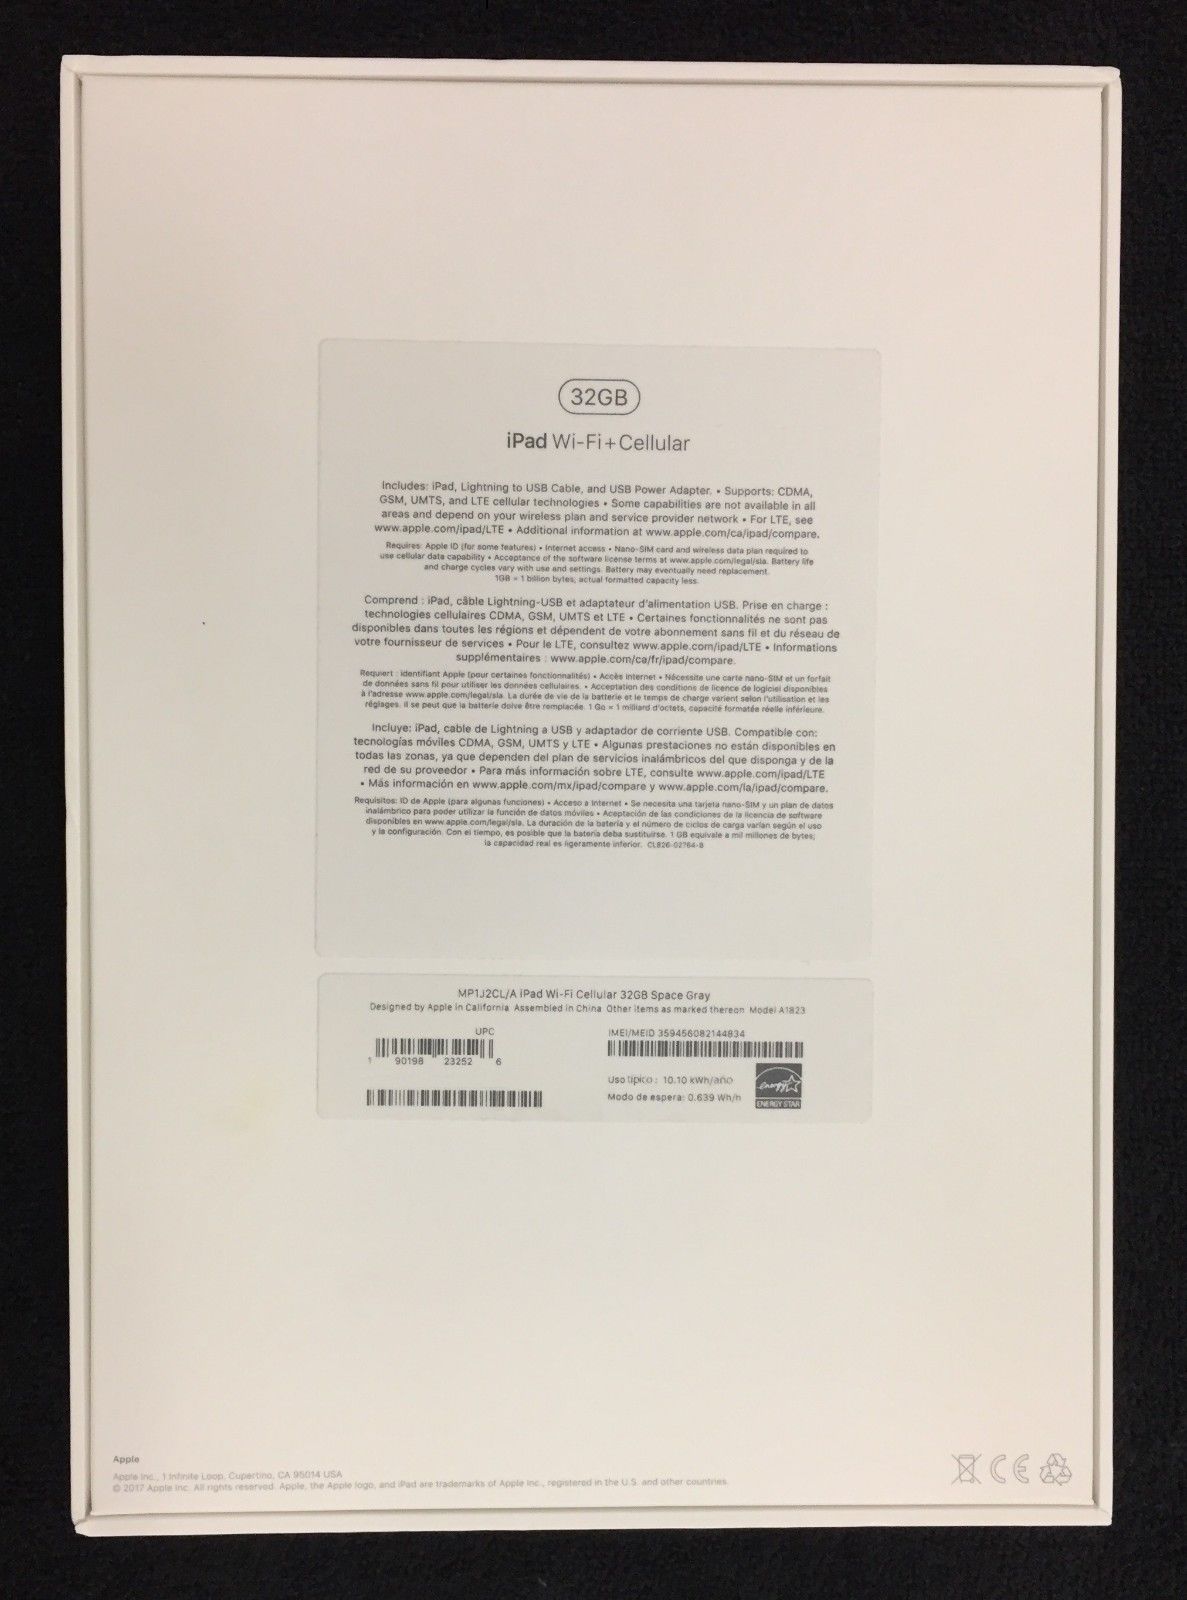 32GB
iPad Wi-Fi + Cellular
Includes: iPad, Lightning to USB Cable, and USB Power Adapter. • Supports: CDMA,
GSM, UMTS, and LTE cellular technologies • Some capabilities are not available in all
areas and depend on your wireless plan and service provider network • For LTE, see
www.apple.com/ipad/LTE • Additional information at www.apple.com/ca/ipad/compare.
Requires: Apple ID (for some features) • Internet access • Nano-SIM card and wireless data plan required to
use cellular data capability • Acceptance of the software license terms at www.apple.com/legal/sla. Battery life
and charge cycles vary with use and settings. Battery may eventually need replacement.
1GB = 1 billion bytes; actual formatted capacity less.
Comprend : iPad, câble Lightning-USB et adaptateur d'alimentation USB. Prise en charge :
technologies cellulaires CDMA, GSM, UMTS et LTE • Certaines fonctionnalités ne sont pas
disponibles dans toutes les régions et dépendent de votre abonnement sans fil et du réseau de
votre fournisseur de services • Pour le LTE, consultez www.apple.com/ipad/LTE • Informations
supplémentaires : www.apple.com/ca/fr/ipad/compare.
Requiert : identifiant Apple (pour certaines fonctionnalités) • Accès Internet • Nécessite une carte nano-SIM et un forfait
de données sans fil pour utiliser les données cellulaires. • Acceptation des conditions de licence de logiciel disponibles
à l'adresse www.apple.com/legal/sla. La durée de vie de la batterie et le temps de charge varient selon l'utilisation et les
réglages. Il se peut que la batterie doive être remplacée. 1 Go = 1 milliard d'octets, capacité formatée réelle inférieure.
Incluye: iPad, cable de Lightning a USB y adaptador de corriente USB. Compatible con:
tecnologías móviles CDMA, GSM, UMTS y LTE • Algunas prestaciones no están disponibles en
todas las zonas, ya que dependen del plan de servicios inalámbricos del que disponga y de la
red de su proveedor • Para más información sobre LTE, consulte www.apple.com/ipad/LTE
• Más información en www.apple.com/mx/ipad/compare y www.apple.com/la/ipad/compare.
Requisitos: ID de Apple (para algunas funciones) • Acceso a Internet • Se necesita una tarjeta nano-SIM y un plan de datos
inalámbrico para poder utilizar la función de datos móviles • Aceptación de las condiciones de la licencia de software
disponibles en www.apple.com/legal/sla. La duración de la batería y el número de ciclos de carga varían según el uso
y la configuración. Con el tiempo, es posible que la batería deba sustituirse. 1 GB equivale a mil millones de bytes;
la capacidad real es ligeramente inferior. CL826-02764-B
MP1J2CL/A iPad Wi-Fi Cellular 32GB Space Gray
Designed by Apple in California Assembled in China Other items as marked thereon Model A1823
UPC
1 90198 23252 6
IMEI/MEID 359456082144834
Uso típico : 10.10 kWh/año
Modo de espera: 0.639 Wh/h
energy
ENERGY STAR
Apple
Apple Inc., 1 Infinite Loop, Cupertino, CA 95014 USA
© 2017 Apple Inc. All rights reserved. Apple, the Apple logo, and iPad are trademarks of Apple Inc., registered in the U.S. and other countries.
CE